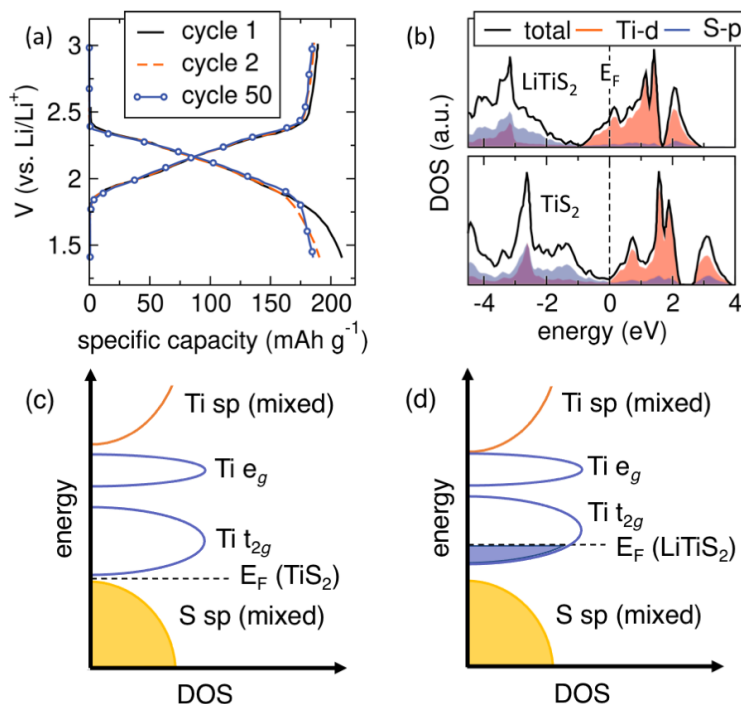 (a)
cycle 1
cycle 2
cycle 50
3
2.5
2
1.5
V (vs. Li/Li⁺)
0 50 100 150 200
specific capacity (mAh g⁻¹)
(b)
total Ti-d S-p
LiTiS₂
E_F
TiS₂
DOS (a.u.)
-4 -2 0 2 4
energy (eV)
(c)
Ti sp (mixed)
Ti e_g
Ti t_2g
E_F (TiS₂)
S sp (mixed)
energy
DOS
(d)
Ti sp (mixed)
Ti e_g
Ti t_2g
E_F (LiTiS₂)
S sp (mixed)
energy
DOS